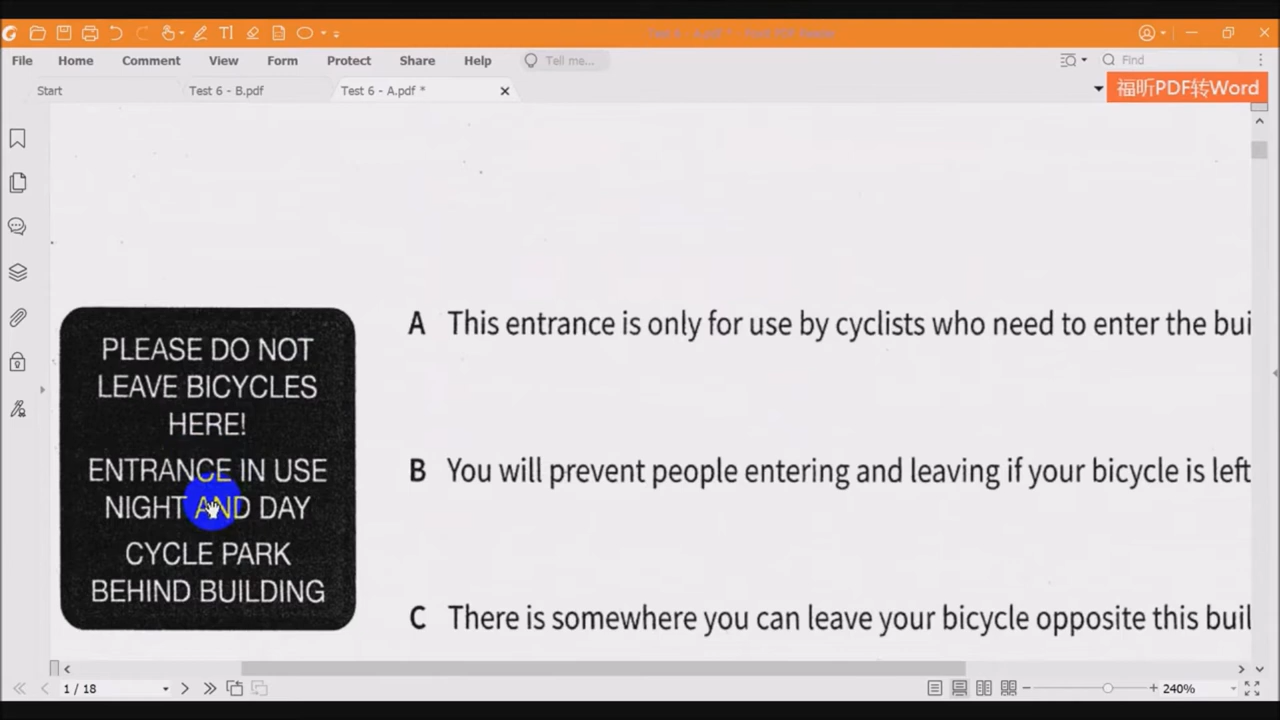 File Home Comment View Form Protect Share Help Tell me... Find
Start Test 6 - B.pdf Test 6 - A.pdf * 福昕PDF转Word
PLEASE DO NOT
LEAVE BICYCLES
HERE!
ENTRANCE IN USE
NIGHT AND DAY
CYCLE PARK
BEHIND BUILDING
A This entrance is only for use by cyclists who need to enter the bui
B You will prevent people entering and leaving if your bicycle is left
C There is somewhere you can leave your bicycle opposite this buil
1 / 18 240%